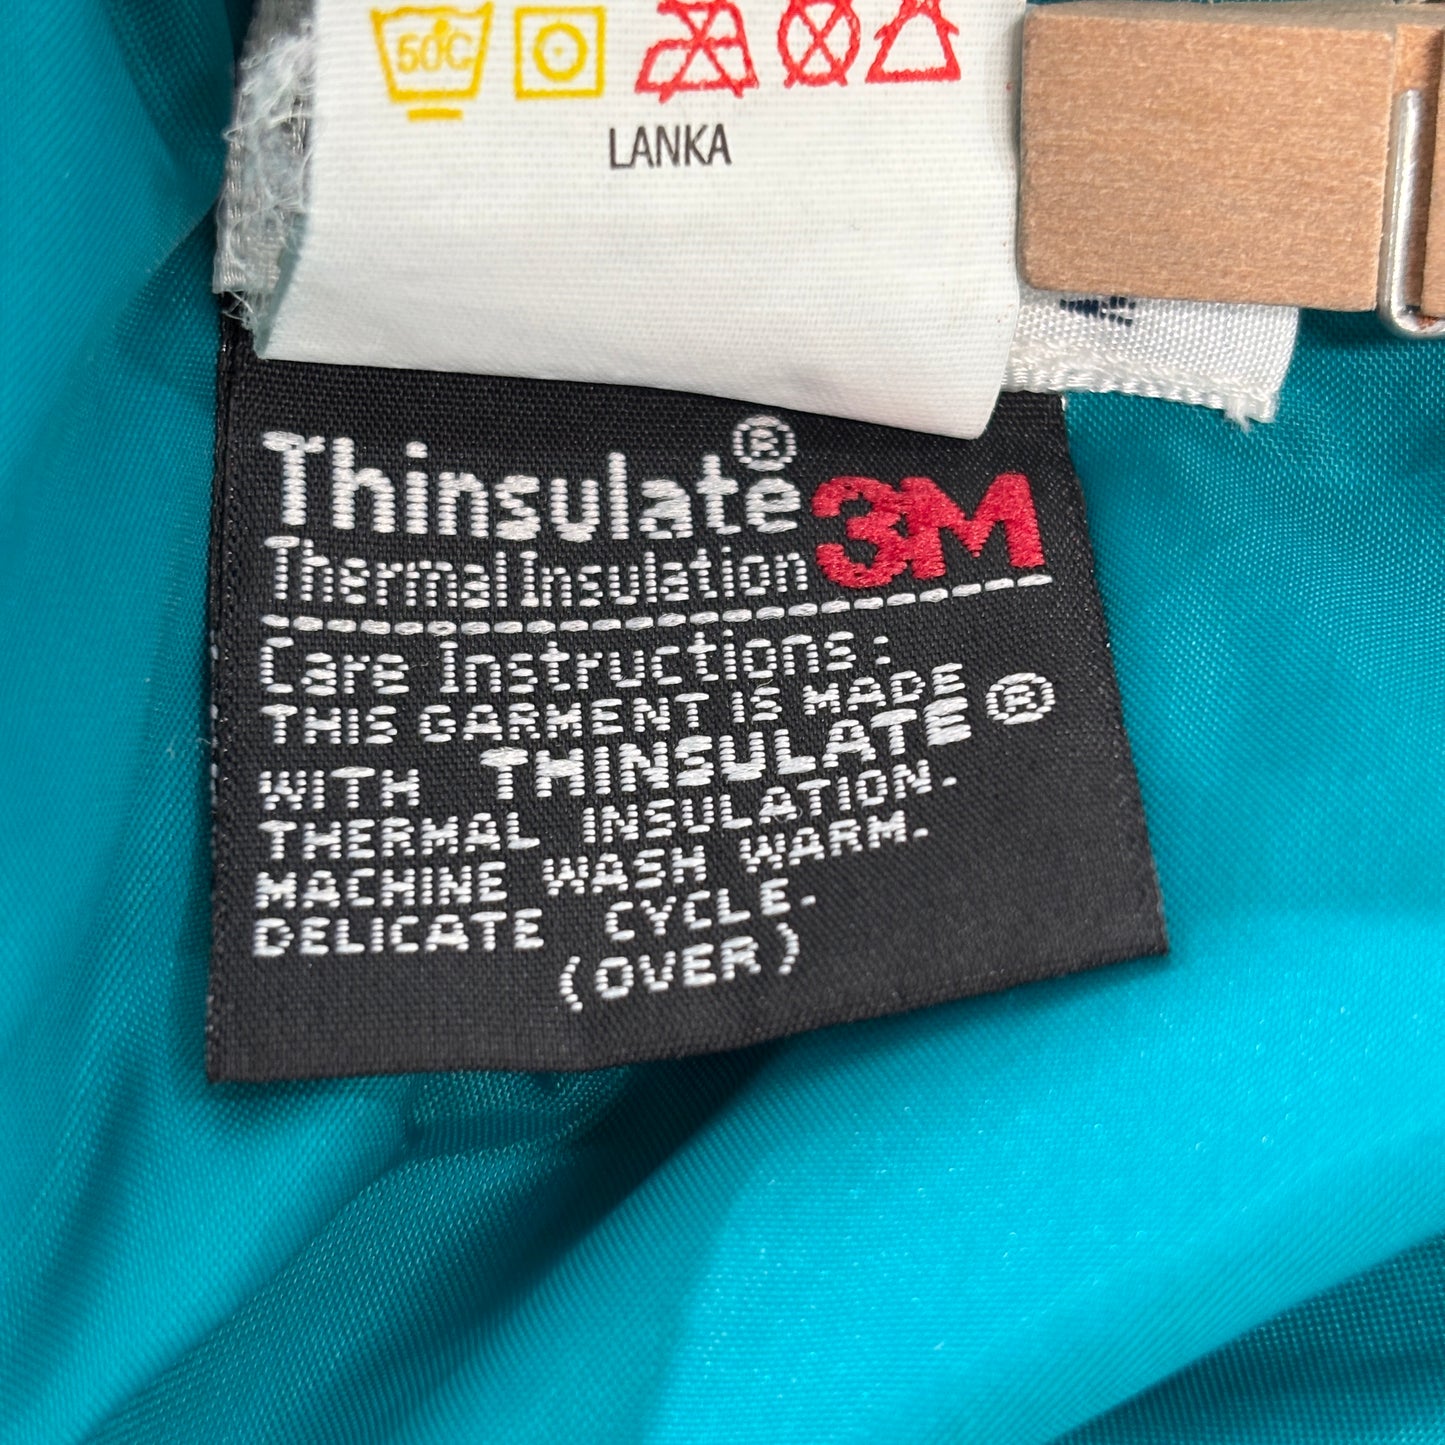 50C
LANKA
Thinsulate® 3M
Thermal Insulation
Care Instructions:
THIS GARMENT IS MADE
WITH THINSULATE®
THERMAL INSULATION.
MACHINE WASH WARM.
DELICATE CYCLE.
(OVER)